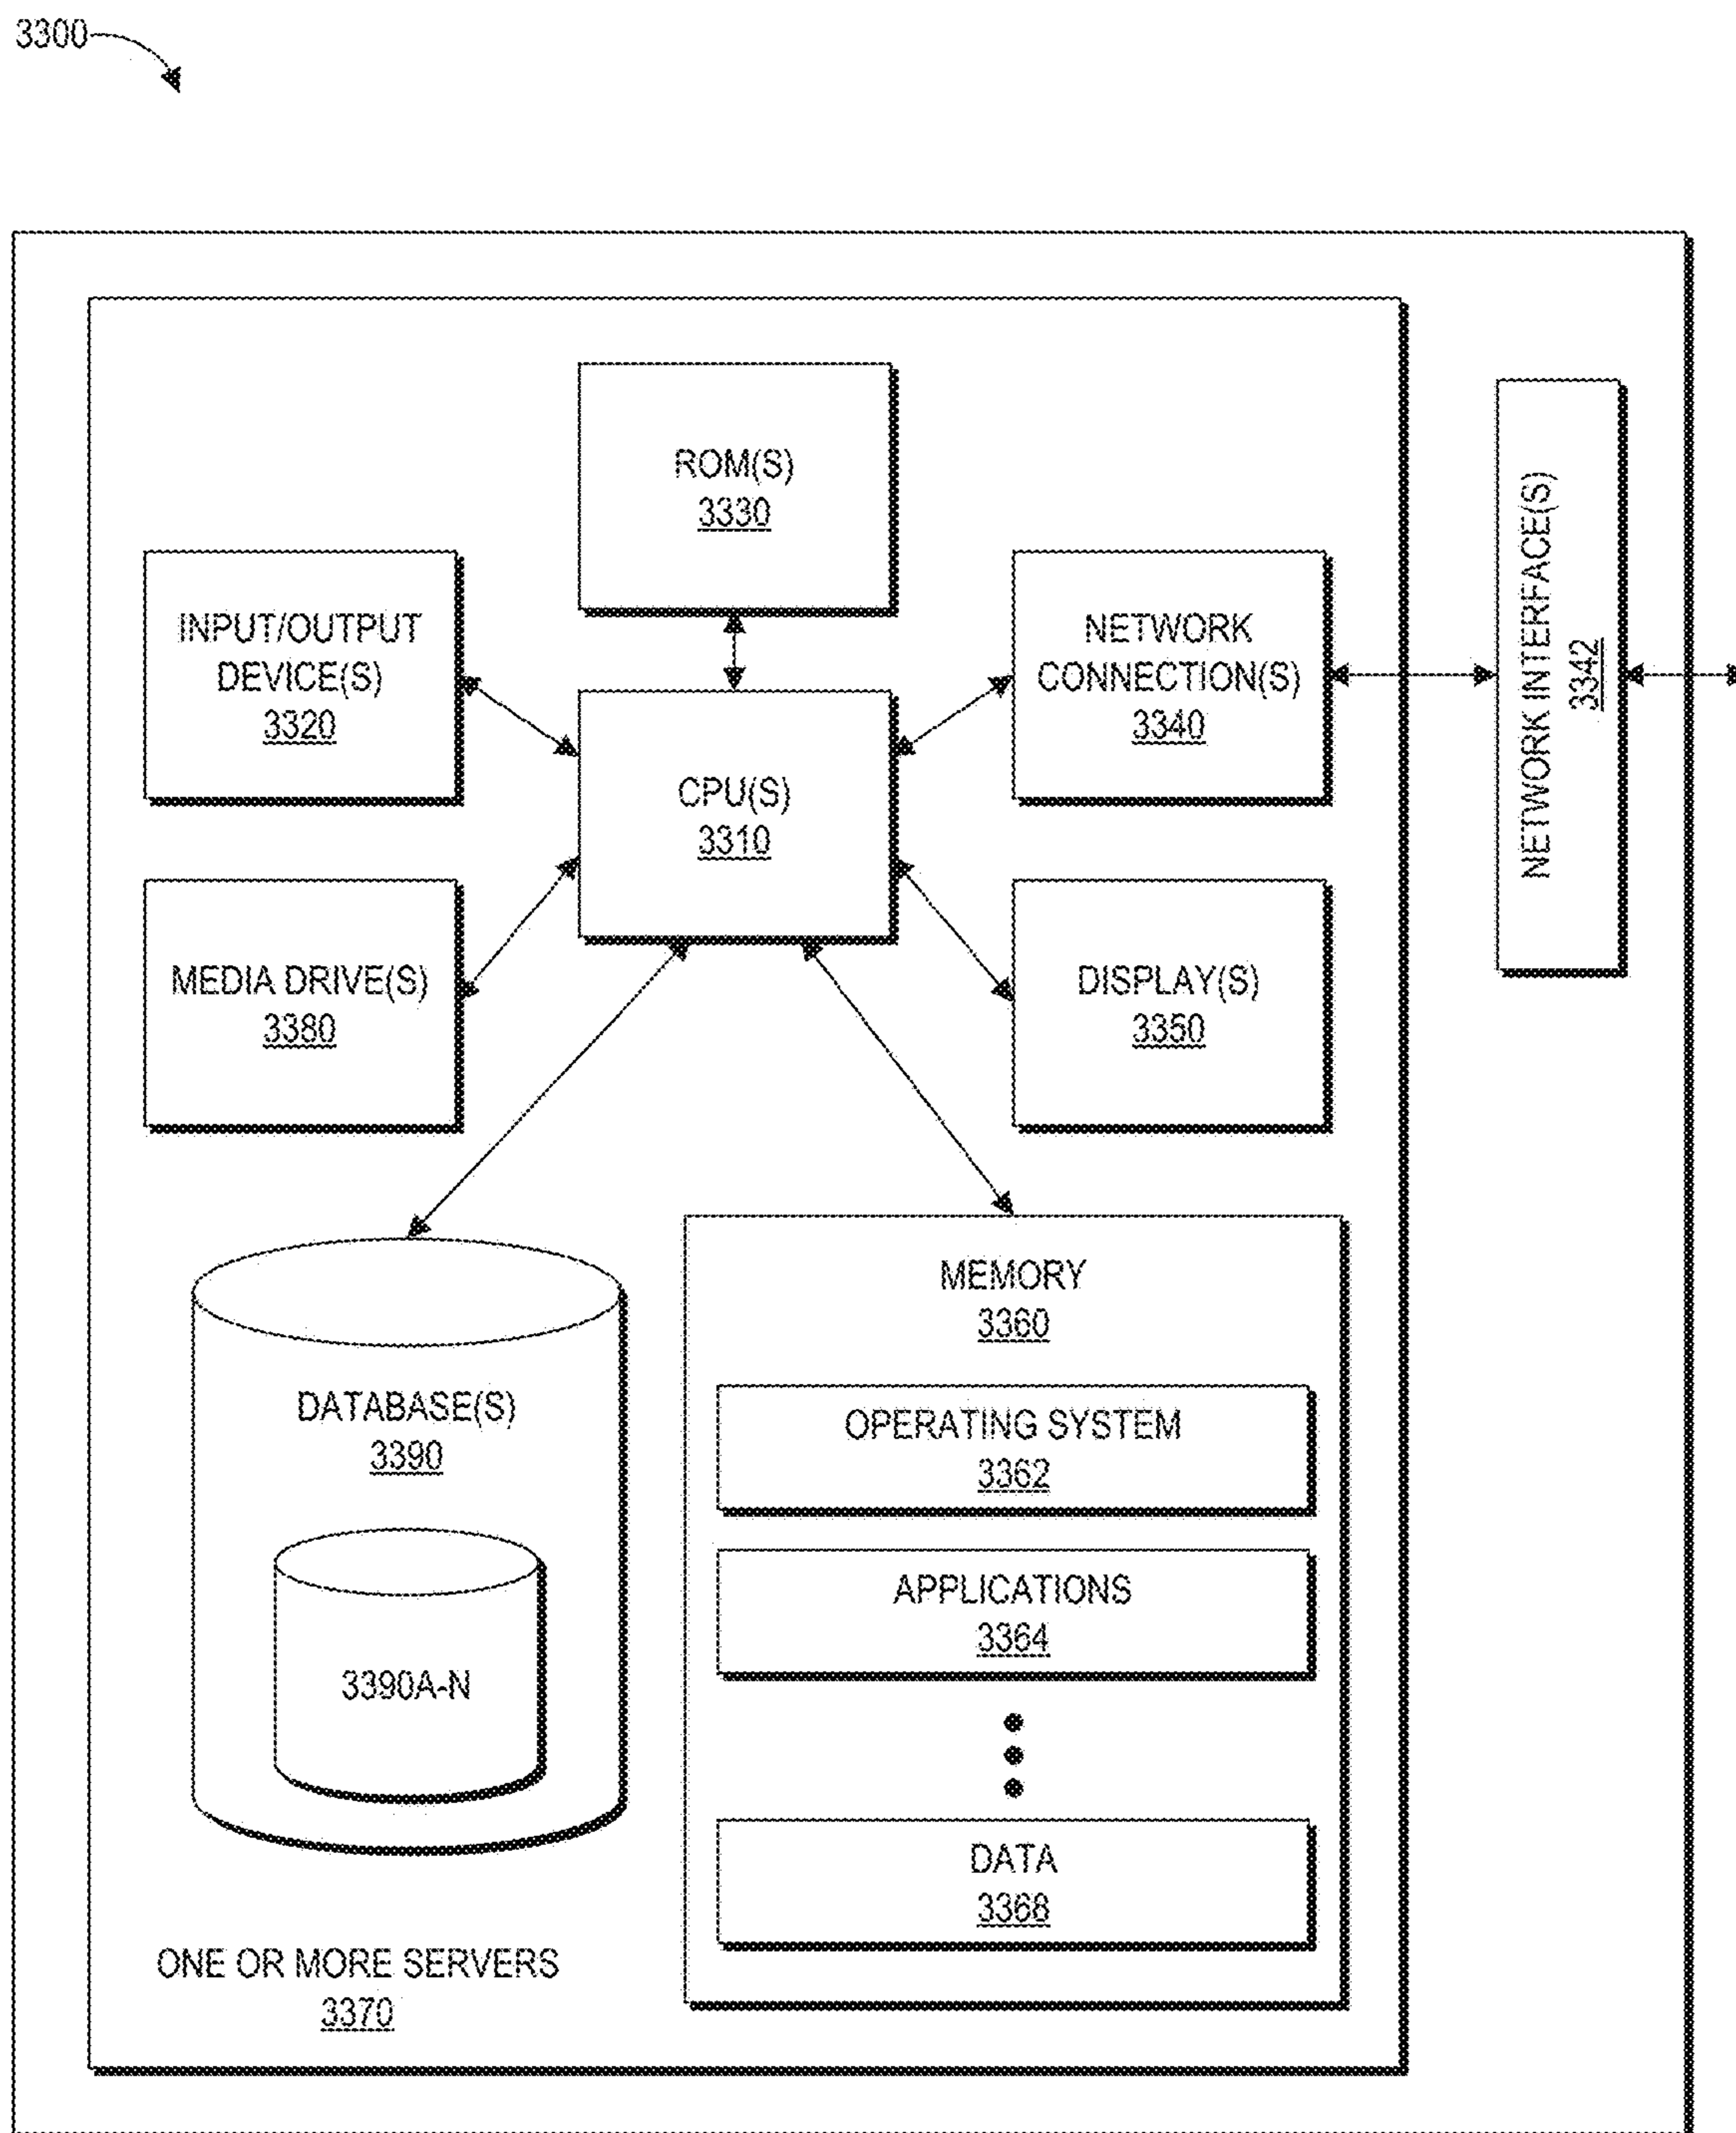 3300
ROM(S)
3330
INPUT/OUTPUT
DEVICE(S)
3320
NETWORK
CONNECTION(S)
3340
NETWORK INTERFACE(S)
3342
CPU(S)
3310
MEDIA DRIVE(S)
3380
DISPLAY(S)
3350
DATABASE(S)
3390
3390A-N
MEMORY
3360
OPERATING SYSTEM
3362
APPLICATIONS
3364
DATA
3368
ONE OR MORE SERVERS
3370